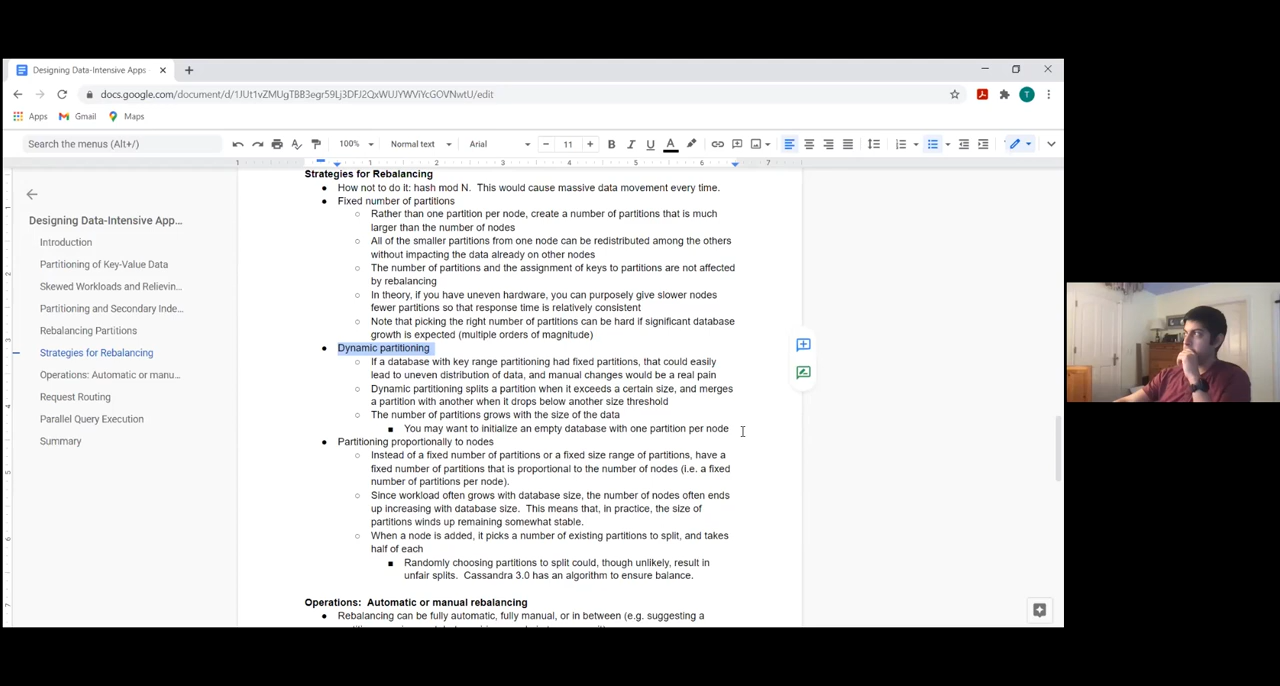 Designing Data-Intensive Apps
docs.google.com/document/d/1JUt1vZMUgTBB3egr59Lj3DFJ2QxWUJYWViYcGOVNwtU/edit
T
Apps Gmail Maps
Search the menus (Alt+/)
100% Normal text Arial 11 B I U A
1 1 2 3 4 5 6 7
Designing Data-Intensive App...
Introduction
Partitioning of Key-Value Data
Skewed Workloads and Relievin...
Partitioning and Secondary Inde...
Rebalancing Partitions
Strategies for Rebalancing
Operations: Automatic or manu...
Request Routing
Parallel Query Execution
Summary
Strategies for Rebalancing
● How not to do it: hash mod N. This would cause massive data movement every time.
● Fixed number of partitions
○ Rather than one partition per node, create a number of partitions that is much
larger than the number of nodes
○ All of the smaller partitions from one node can be redistributed among the others
without impacting the data already on other nodes
○ The number of partitions and the assignment of keys to partitions are not affected
by rebalancing
○ In theory, if you have uneven hardware, you can purposely give slower nodes
fewer partitions so that response time is relatively consistent
○ Note that picking the right number of partitions can be hard if significant database
growth is expected (multiple orders of magnitude)
● Dynamic partitioning
○ If a database with key range partitioning had fixed partitions, that could easily
lead to uneven distribution of data, and manual changes would be a real pain
○ Dynamic partitioning splits a partition when it exceeds a certain size, and merges
a partition with another when it drops below another size threshold
○ The number of partitions grows with the size of the data
■ You may want to initialize an empty database with one partition per node
● Partitioning proportionally to nodes
○ Instead of a fixed number of partitions or a fixed size range of partitions, have a
fixed number of partitions that is proportional to the number of nodes (i.e. a fixed
number of partitions per node).
○ Since workload often grows with database size, the number of nodes often ends
up increasing with database size. This means that, in practice, the size of
partitions winds up remaining somewhat stable.
○ When a node is added, it picks a number of existing partitions to split, and takes
half of each
■ Randomly choosing partitions to split could, though unlikely, result in
unfair splits. Cassandra 3.0 has an algorithm to ensure balance.
Operations: Automatic or manual rebalancing
● Rebalancing can be fully automatic, fully manual, or in between (e.g. suggesting a